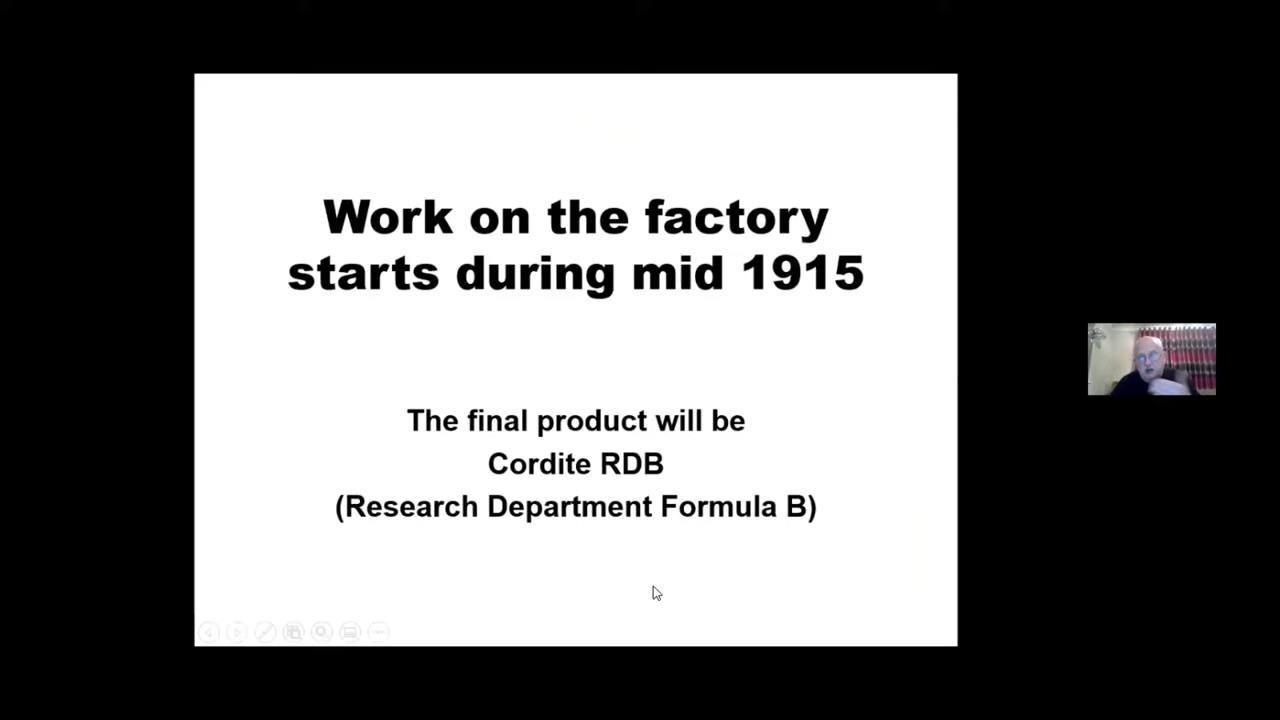 Work on the factory
starts during mid 1915
The final product will be
Cordite RDB
(Research Department Formula B)